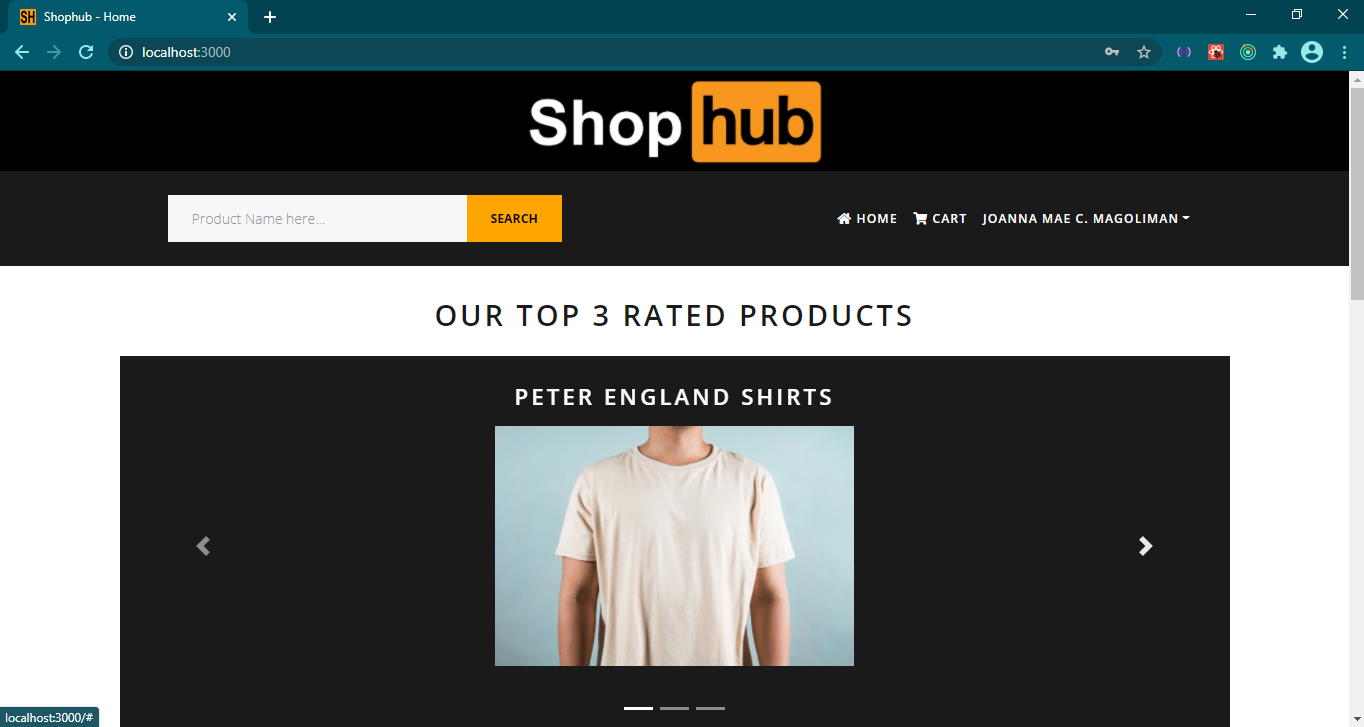 SH Shophub - Home
localhost:3000
Shop hub
Product Name here...
SEARCH
HOME
CART
JOANNA MAE C. MAGOLIMAN
OUR TOP 3 RATED PRODUCTS
PETER ENGLAND SHIRTS
localhost:3000/#